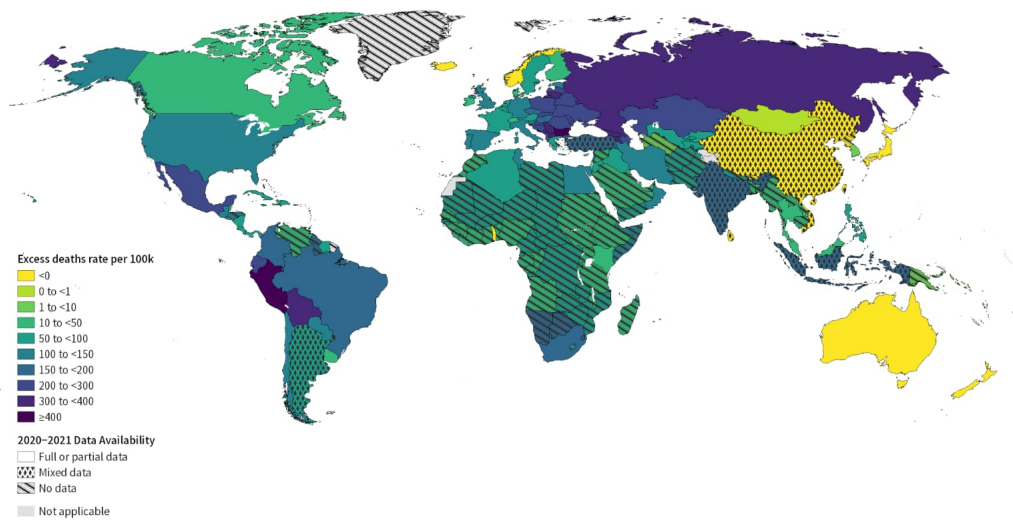 Excess deaths rate per 100k
<0
0 to <1
1 to <10
10 to <50
50 to <100
100 to <150
150 to <200
200 to <300
300 to <400
≥400
2020–2021 Data Availability
Full or partial data
Mixed data
No data
Not applicable